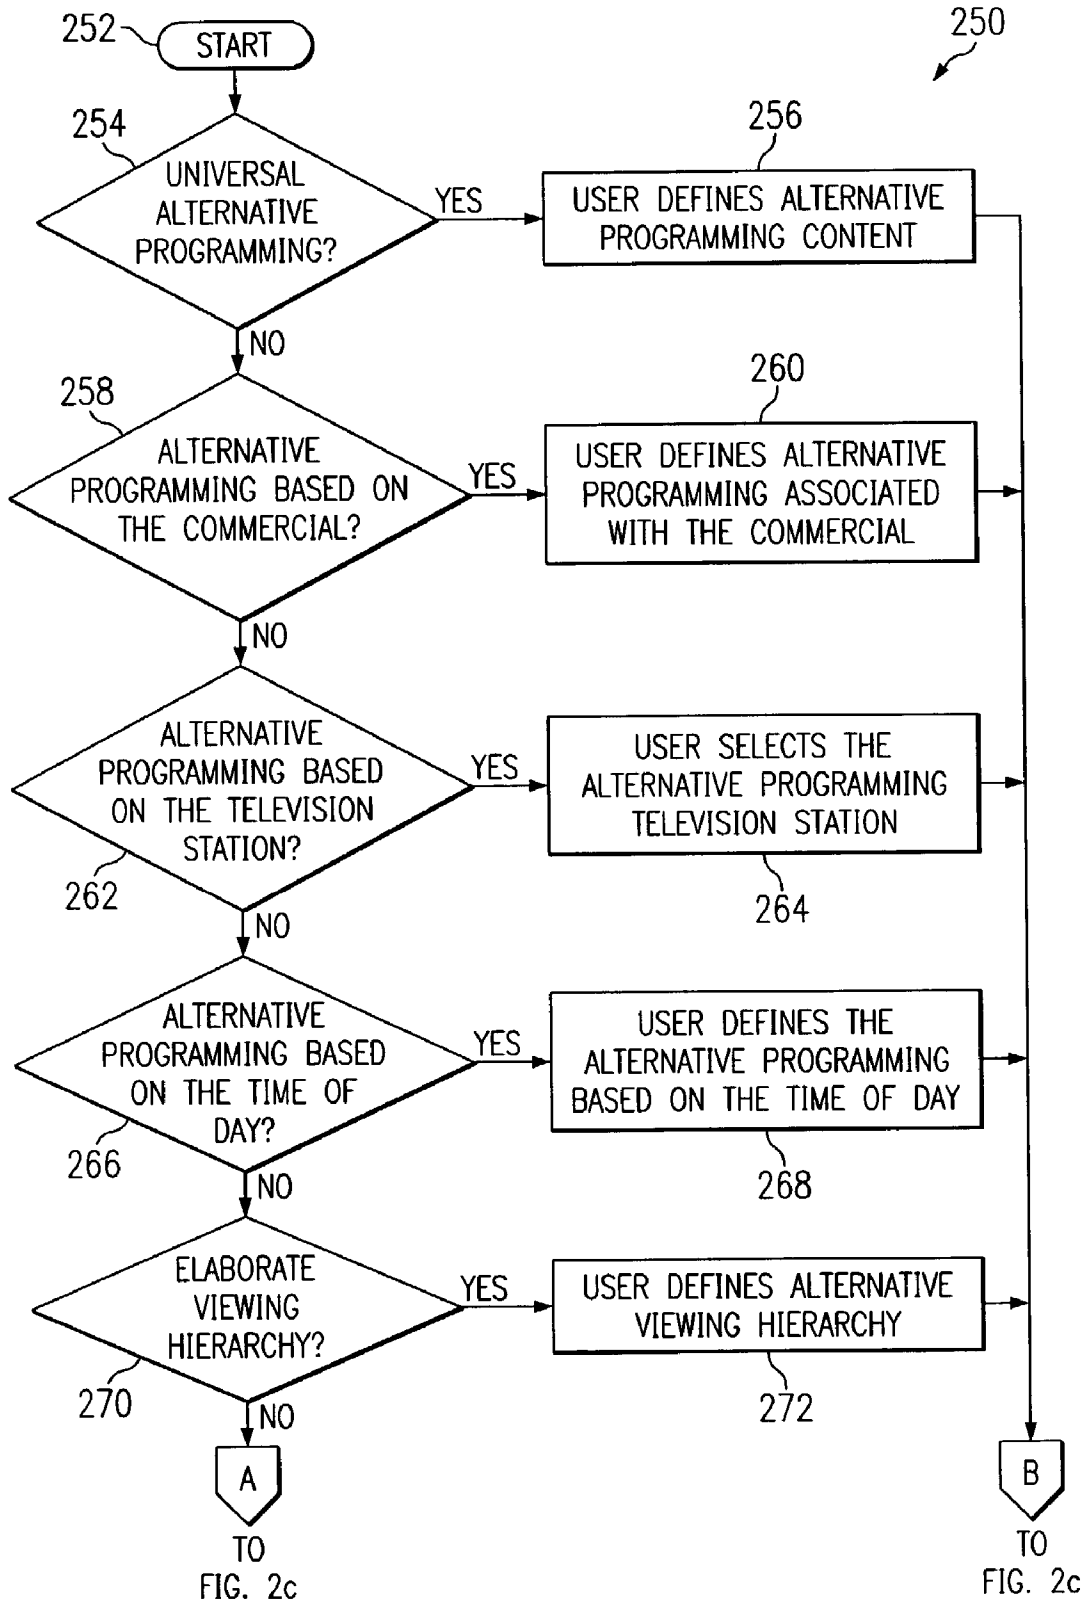 252
START
250
254
UNIVERSAL
ALTERNATIVE
PROGRAMMING?
YES
256
USER DEFINES ALTERNATIVE
PROGRAMMING CONTENT
NO
258
ALTERNATIVE
PROGRAMMING BASED ON
THE COMMERCIAL?
YES
260
USER DEFINES ALTERNATIVE
PROGRAMMING ASSOCIATED
WITH THE COMMERCIAL
NO
ALTERNATIVE
PROGRAMMING BASED
ON THE TELEVISION
STATION?
262
YES
USER SELECTS THE
ALTERNATIVE PROGRAMMING
TELEVISION STATION
264
NO
ALTERNATIVE
PROGRAMMING BASED
ON THE TIME OF
DAY?
266
YES
USER DEFINES THE
ALTERNATIVE PROGRAMMING
BASED ON THE TIME OF DAY
268
NO
ELABORATE
VIEWING
HIERARCHY?
270
YES
USER DEFINES ALTERNATIVE
VIEWING HIERARCHY
272
NO
A
TO
FIG. 2c
B
TO
FIG. 2c